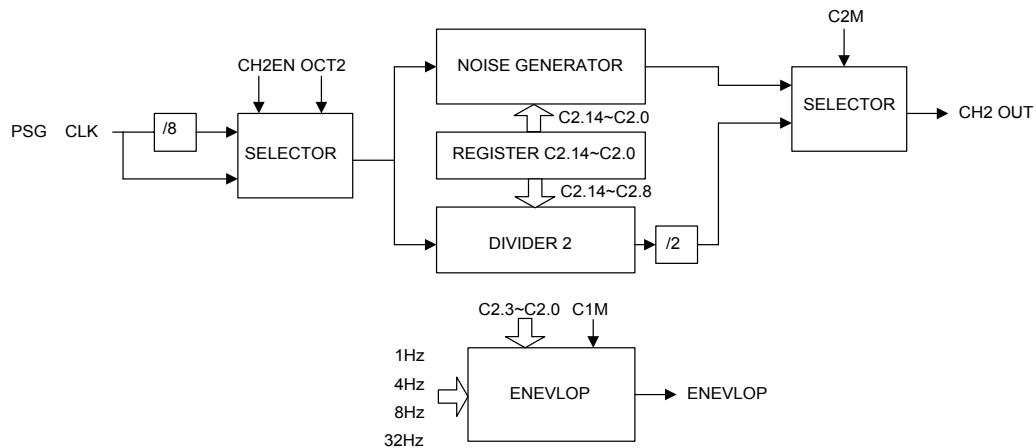 C2M
CH2EN OCT2
NOISE GENERATOR
SELECTOR
C2.14~C2.0
CH2 OUT
PSG CLK
/8
SELECTOR
REGISTER C2.14~C2.0
C2.14~C2.8
DIVIDER 2
/2
C2.3~C2.0
C1M
1Hz
4Hz
ENEVLOP
ENEVLOP
8Hz
32Hz